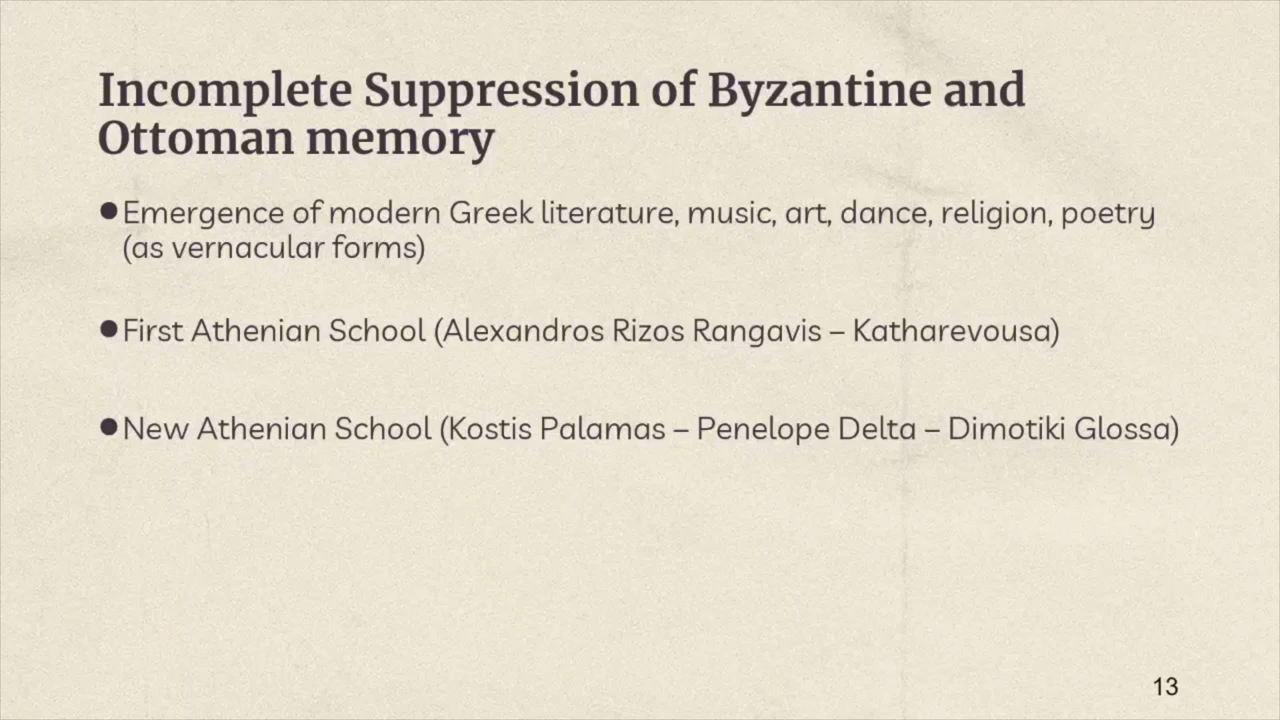 Incomplete Suppression of Byzantine and
Ottoman memory
●Emergence of modern Greek literature, music, art, dance, religion, poetry
(as vernacular forms)
●First Athenian School (Alexandros Rizos Rangavis – Katharevousa)
●New Athenian School (Kostis Palamas – Penelope Delta – Dimotiki Glossa)
13